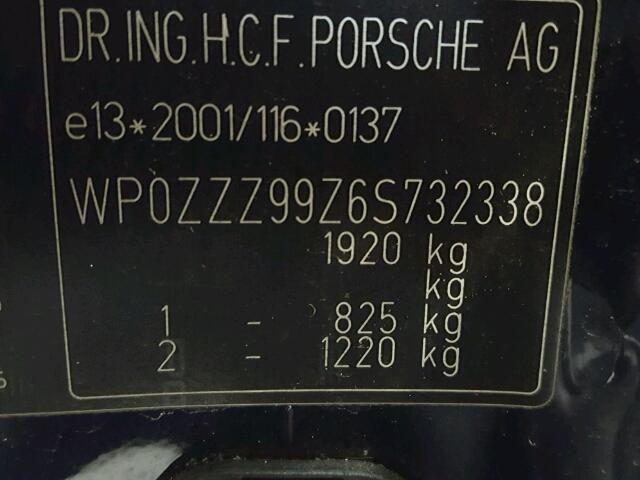 DR.ING.H.C.F.PORSCHE AG
e13*2001/116*0137
WP0ZZZ99Z6S732338
1920 kg
kg
1 - 825 kg
2 - 1220 kg